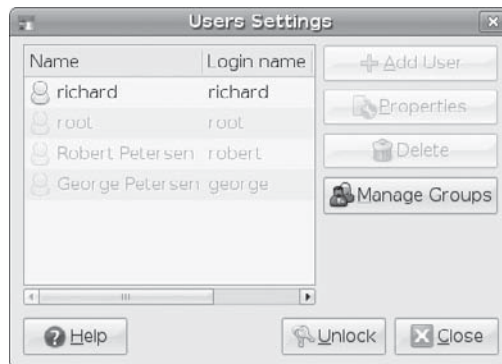 Users Settings
Name Login name
richard richard
root root
Robert Petersen robert
George Petersen george
Add User
Properties
Delete
Manage Groups
Help
Unlock
Close